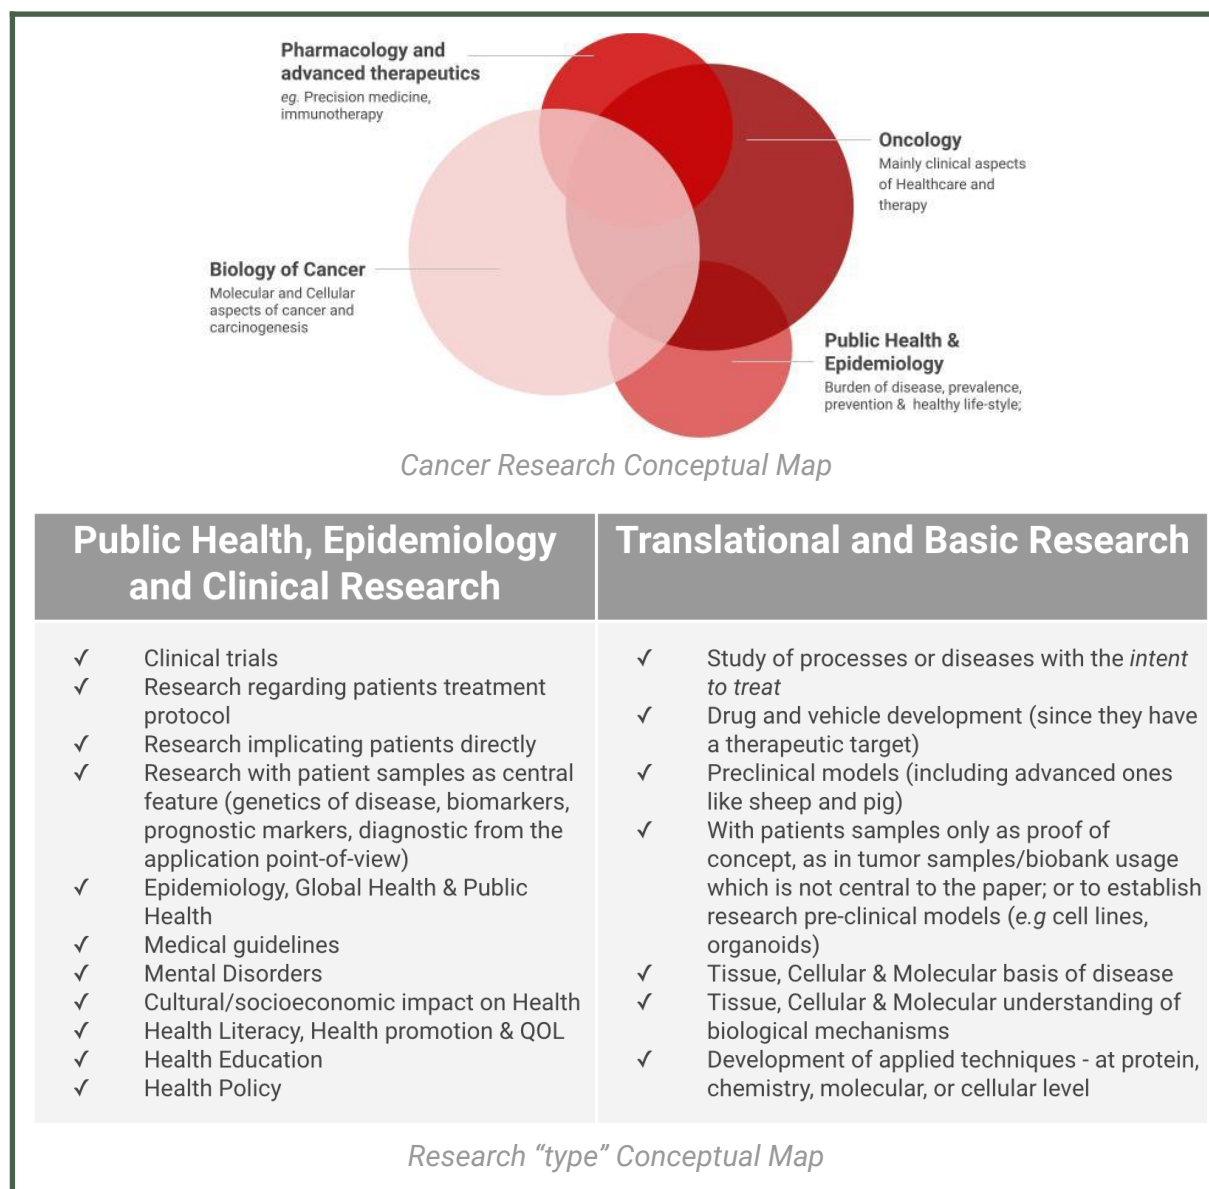 Pharmacology and
advanced therapeutics
eg. Precision medicine,
immunotherapy
Oncology
Mainly clinical aspects
of Healthcare and
therapy
Biology of Cancer
Molecular and Cellular
aspects of cancer and
carcinogenesis
Public Health &
Epidemiology
Burden of disease, prevalence,
prevention & healthy life-style;
Cancer Research Conceptual Map
Public Health, Epidemiology
and Clinical Research
✓ Clinical trials
✓ Research regarding patients treatment
protocol
✓ Research implicating patients directly
✓ Research with patient samples as central
feature (genetics of disease, biomarkers,
prognostic markers, diagnostic from the
application point-of-view)
✓ Epidemiology, Global Health & Public
Health
✓ Medical guidelines
✓ Mental Disorders
✓ Cultural/socioeconomic impact on Health
✓ Health Literacy, Health promotion & QOL
✓ Health Education
✓ Health Policy
Translational and Basic Research
✓ Study of processes or diseases with the intent
to treat
✓ Drug and vehicle development (since they have
a therapeutic target)
✓ Preclinical models (including advanced ones
like sheep and pig)
✓ With patients samples only as proof of
concept, as in tumor samples/biobank usage
which is not central to the paper; or to establish
research pre-clinical models (e.g cell lines,
organoids)
✓ Tissue, Cellular & Molecular basis of disease
✓ Tissue, Cellular & Molecular understanding of
biological mechanisms
✓ Development of applied techniques - at protein,
chemistry, molecular, or cellular level
Research “type” Conceptual Map